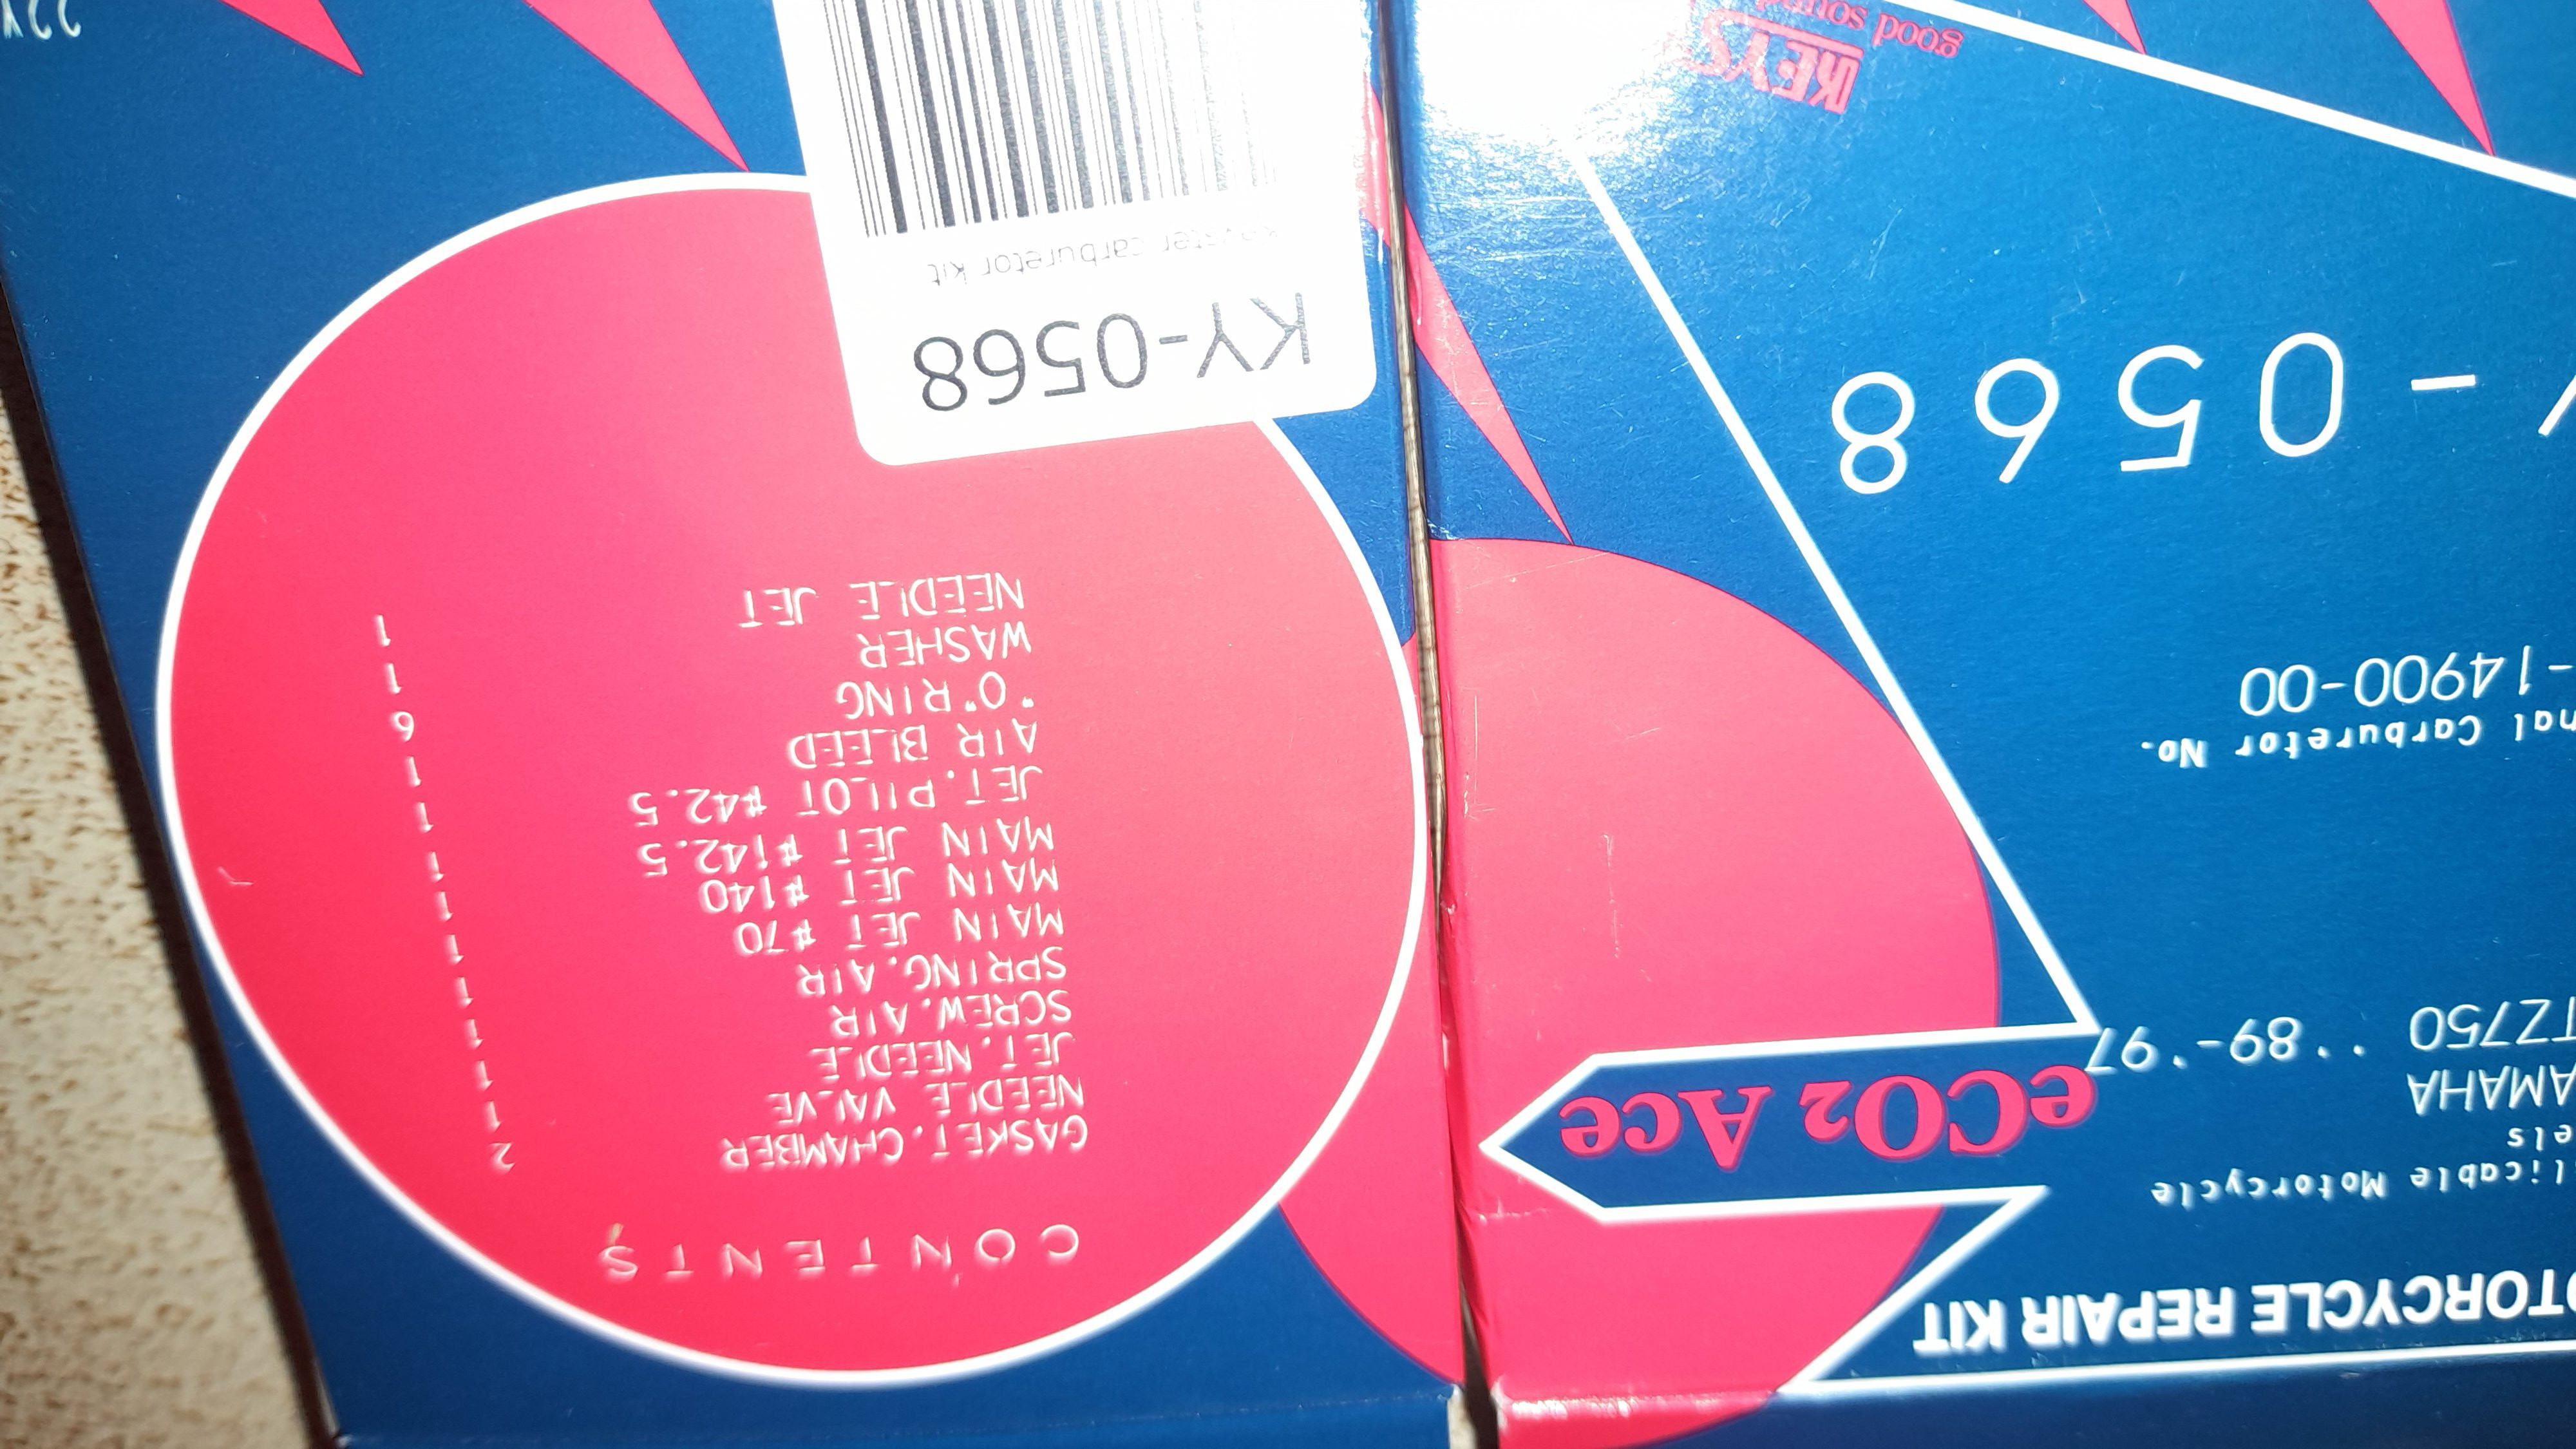 MOTORCYCLE REPAIR KIT
licable Motorcycle
els
AMAHA
TZ750 ''89-'97
eCO2 Ace
nal Carburetor No.
-14900-00
- 0568
good
KEYS
CONTENTS
GASKET.CHAMBER 2
NEEDLE VALVE 1
JET.NEEDLE 1
SCREW.AIR 1
SPRING.AIR 1
MAIN JET #70 1
MAIN JET #140 1
MAIN JET #142.5 1
JET.PILOT #42.5 1
AIR BLEED 1
"O"RING 6
WASHER 1
NEEDLE JET 1
KY-0568
carburetor kit